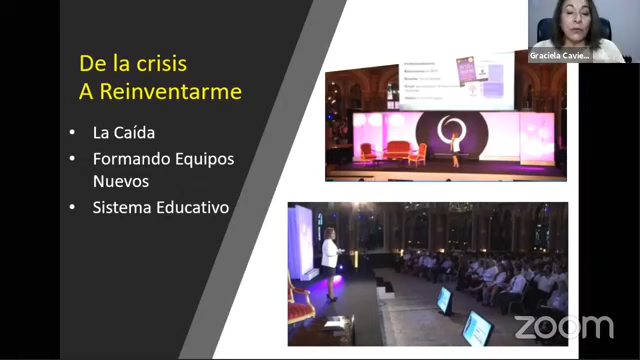 De la crisis
A Reinventarme
• La Caída
• Formando Equipos
Nuevos
• Sistema Educativo
Graciela Cavie...
zoom